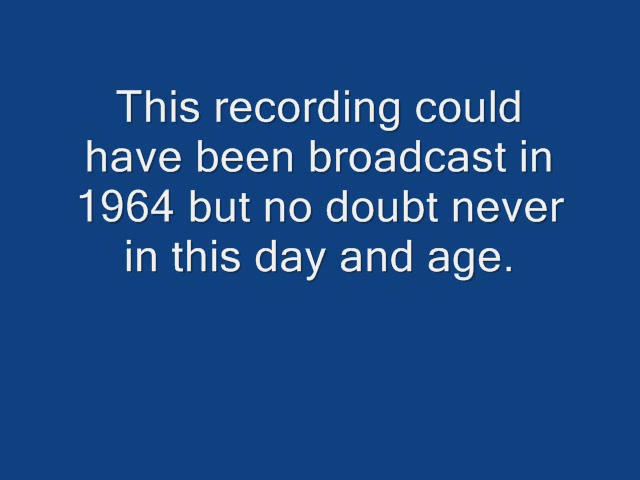 This recording could
have been broadcast in
1964 but no doubt never
in this day and age.